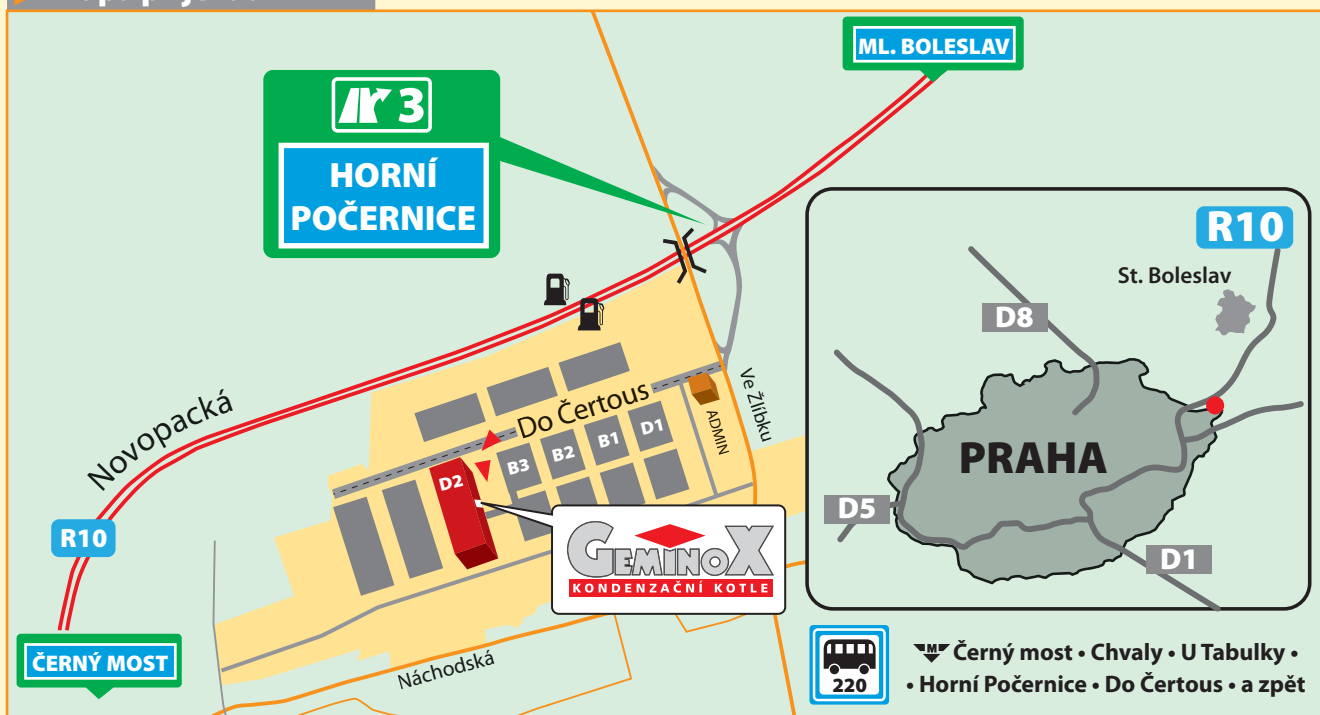 ML. BOLESLAV
3
HORNÍ
POČERNICE
R10
St. Boleslav
D8
PRAHA
D5
D1
Novopacká
Do Čertous
Ve Žlíbku
ADMIN
D1
B1
B2
B3
D2
R10
GEMINOX
KONDENZAČNÍ KOTLE
ČERNÝ MOST
Náchodská
220
M Černý most • Chvaly • U Tabulky •
• Horní Počernice • Do Čertous • a zpět